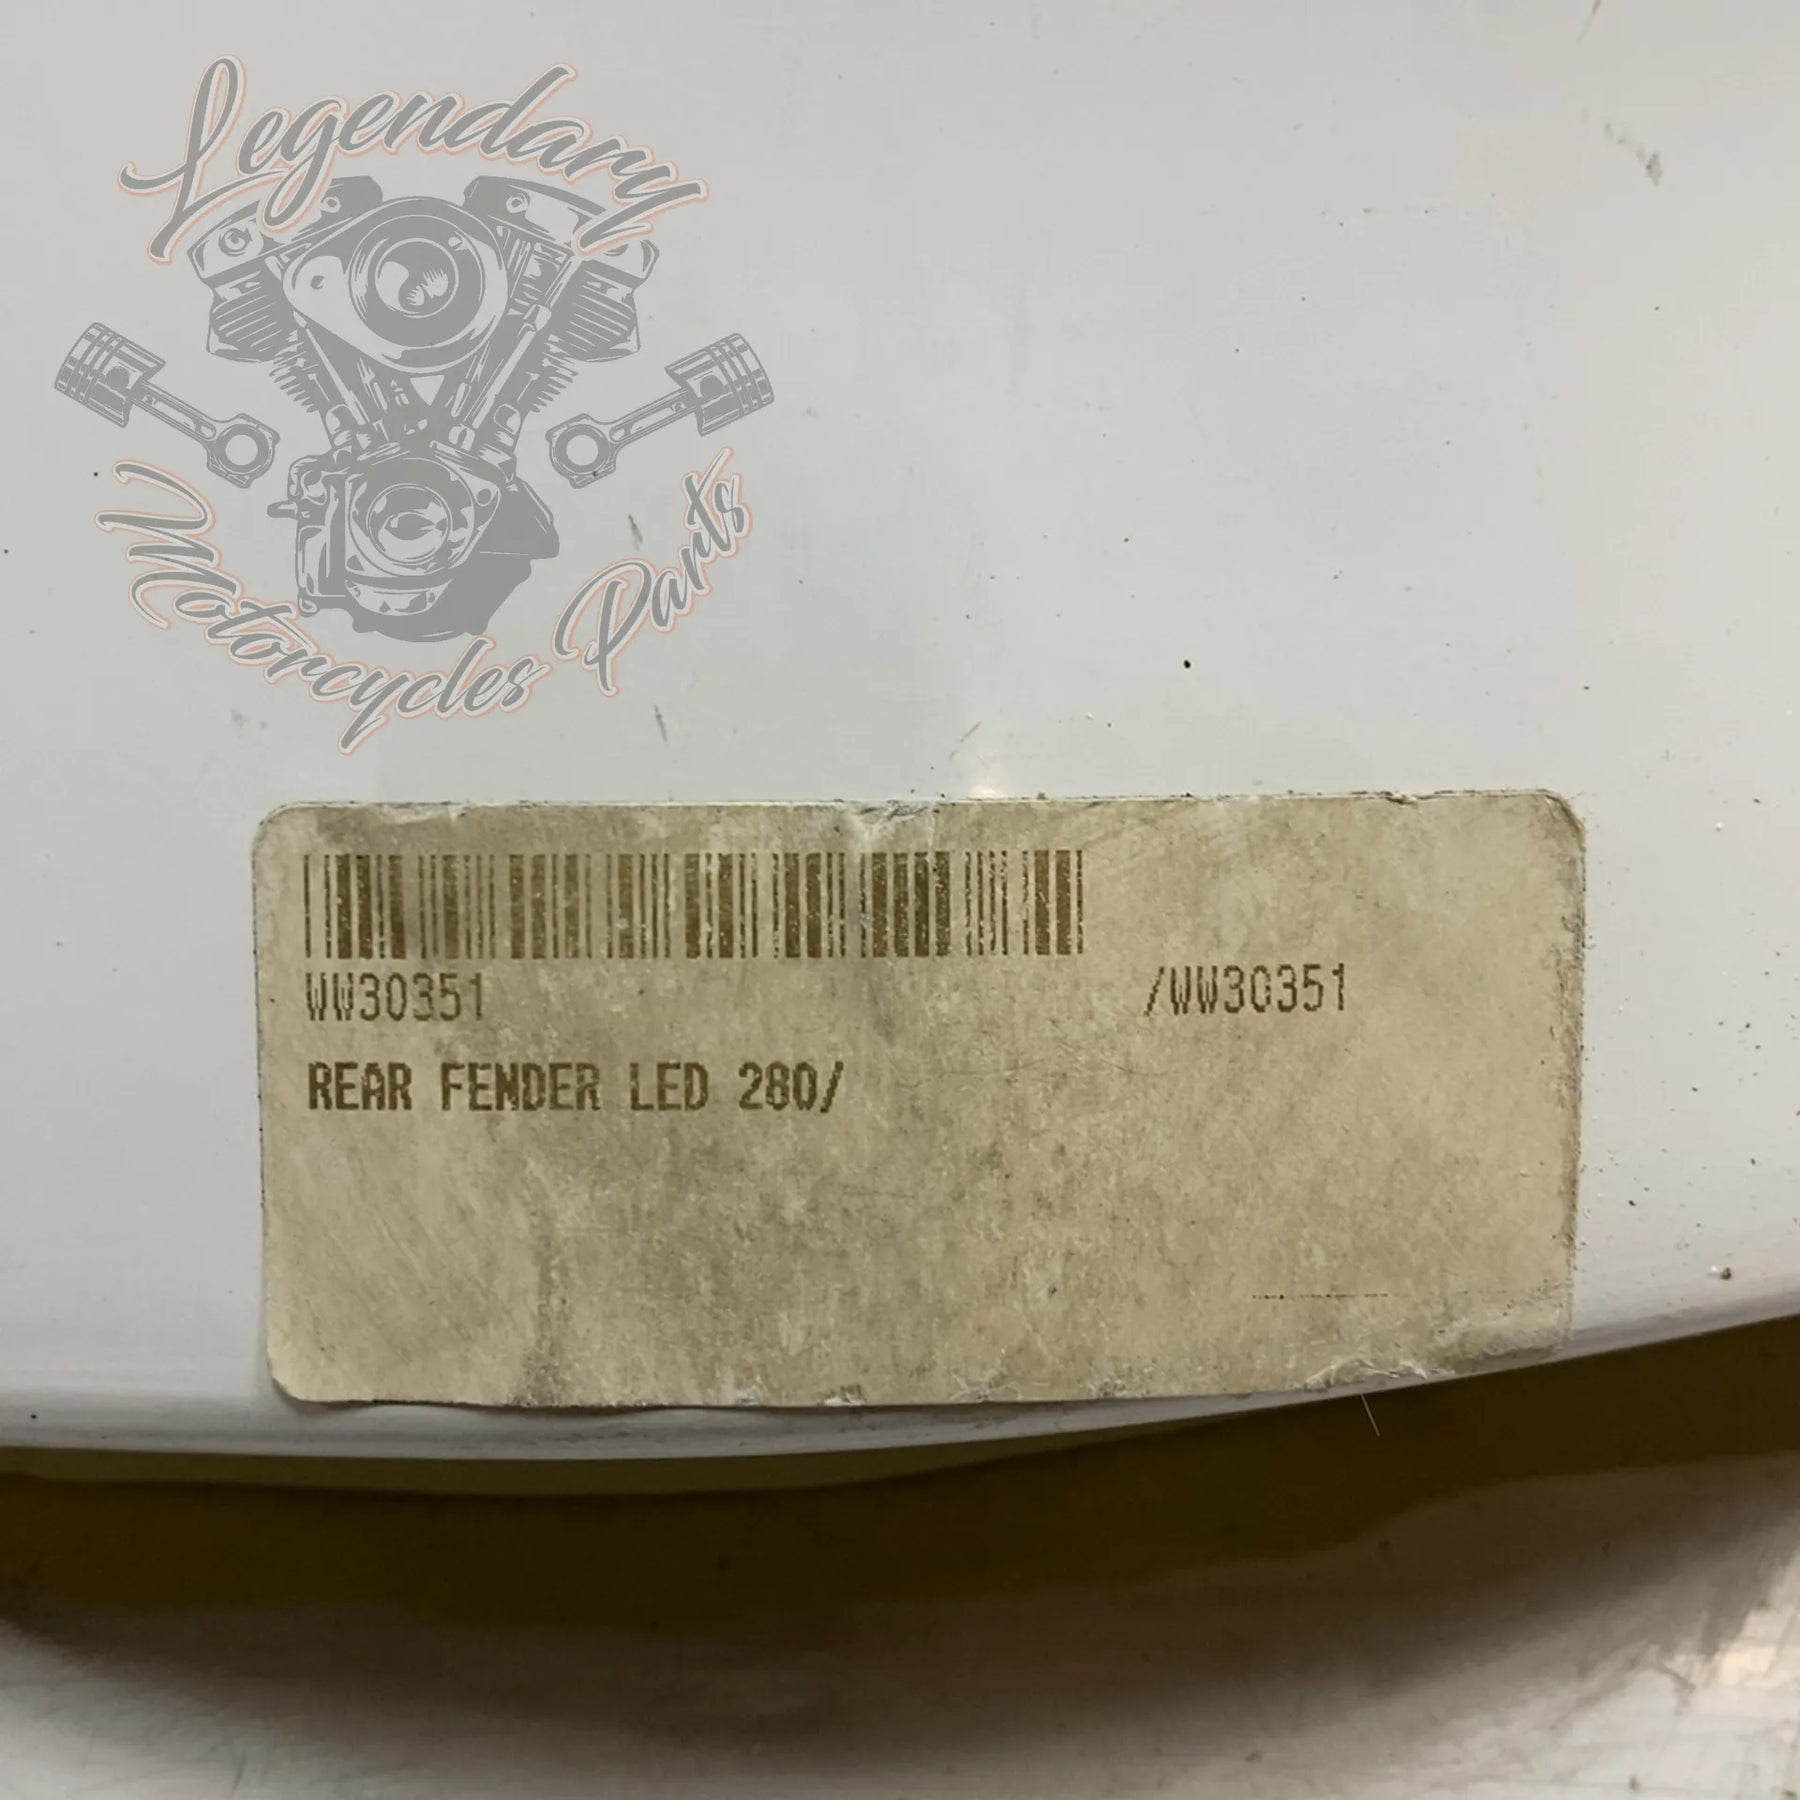 Legendary
Motorcycles Parts
WW30351 /WW30351
REAR FENDER LED 280/